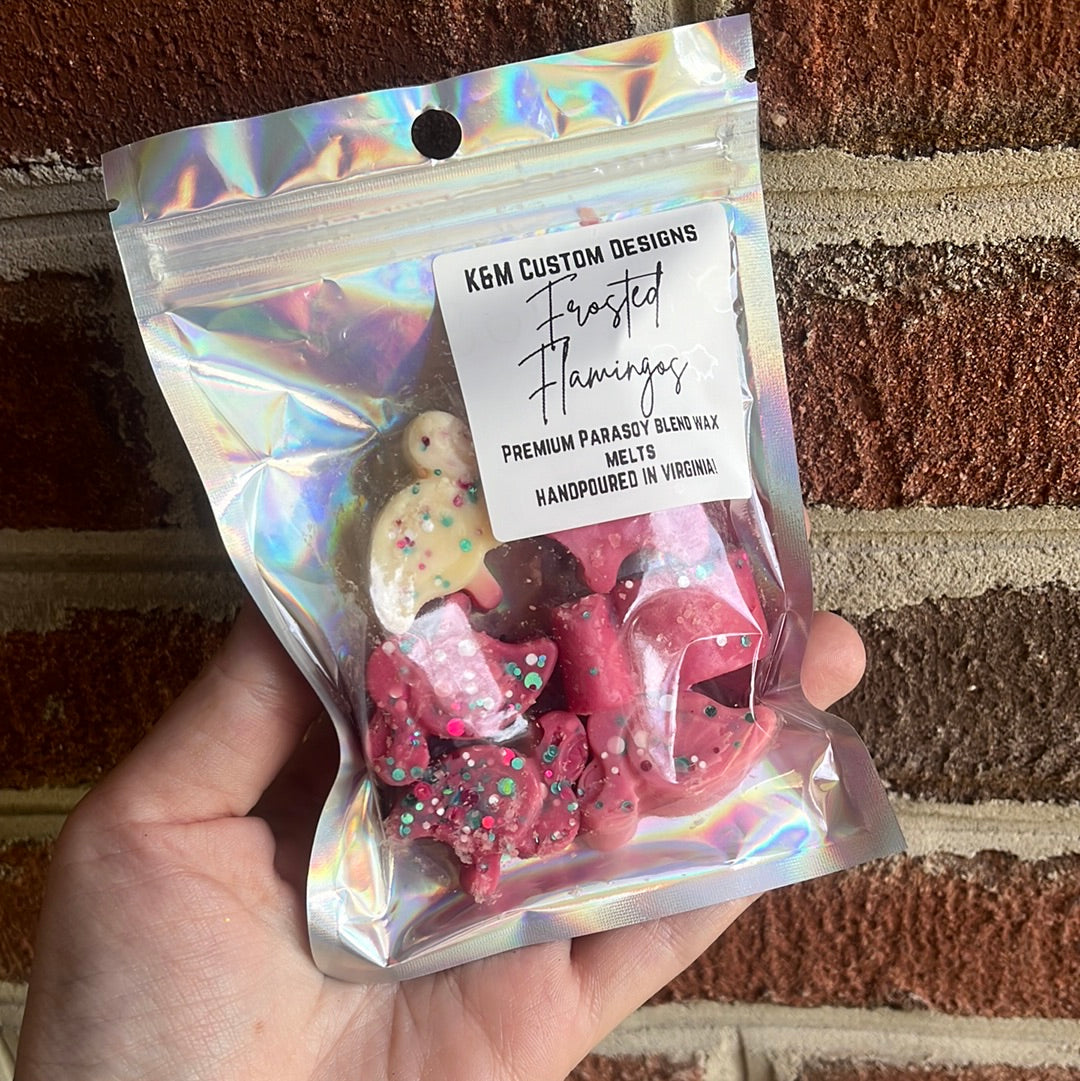 K&M Custom Designs
Frosted
Flamingos
Premium Parasoy Blend Wax
Melts
Handpoured in Virginia!